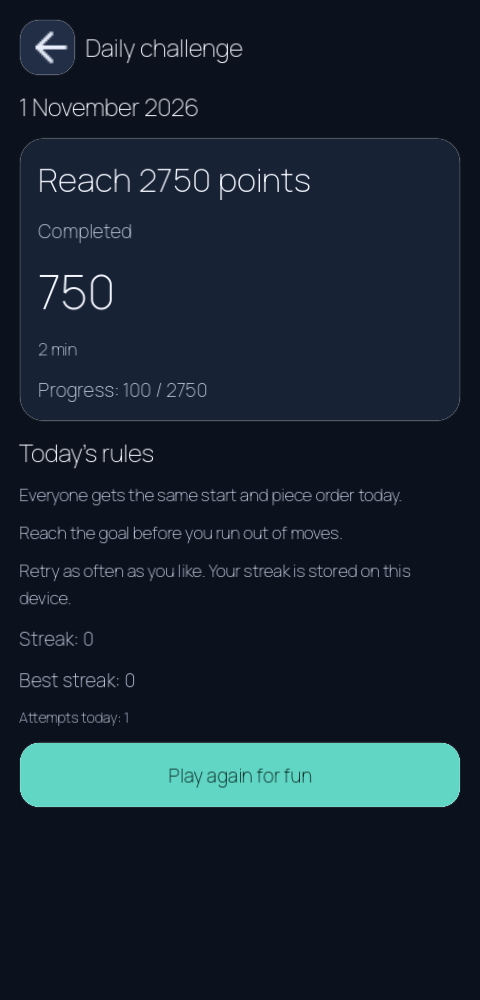 Daily challenge
1 November 2026
Reach 2750 points
Completed
750
2 min
Progress: 100 / 2750
Today's rules
Everyone gets the same start and piece order today.
Reach the goal before you run out of moves.
Retry as often as you like. Your streak is stored on this
device.
Streak: 0
Best streak: 0
Attempts today: 1
Play again for fun